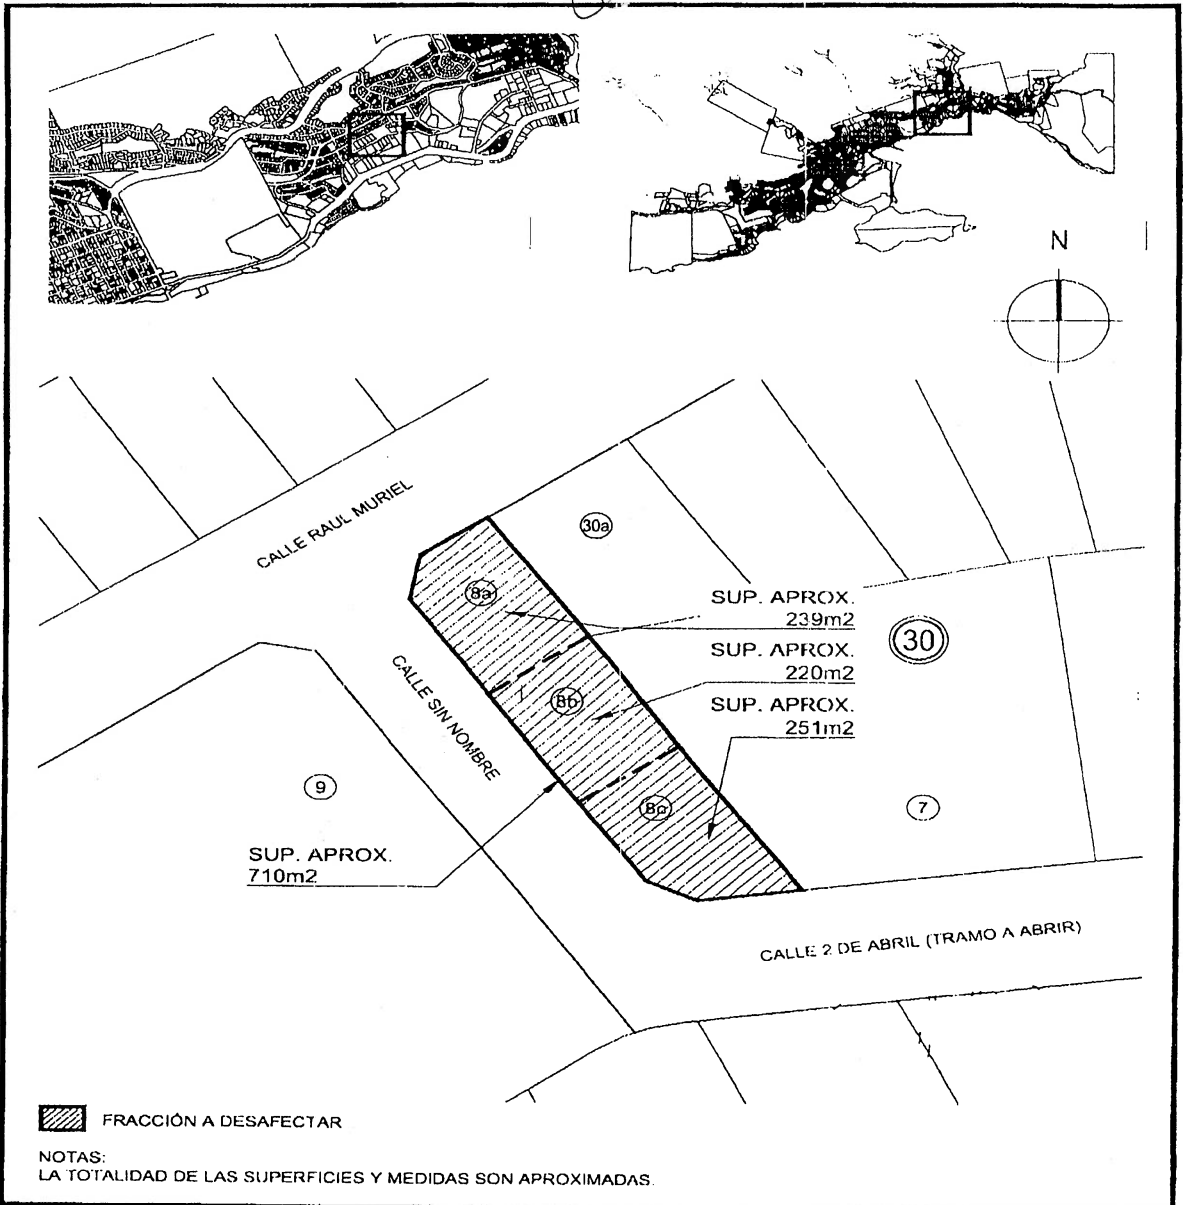 N
CALLE RAUL MURIEL
30a
8a
SUP. APROX.
239m2
30
SUP. APROX.
220m2
8b
SUP. APROX.
251m2
CALLE SIN NOMBRE
9
8c
7
SUP. APROX.
710m2
CALLE 2 DE ABRIL (TRAMO A ABRIR)
FRACCIÓN A DESAFECTAR
NOTAS:
LA TOTALIDAD DE LAS SUPERFICIES Y MEDIDAS SON APROXIMADAS.